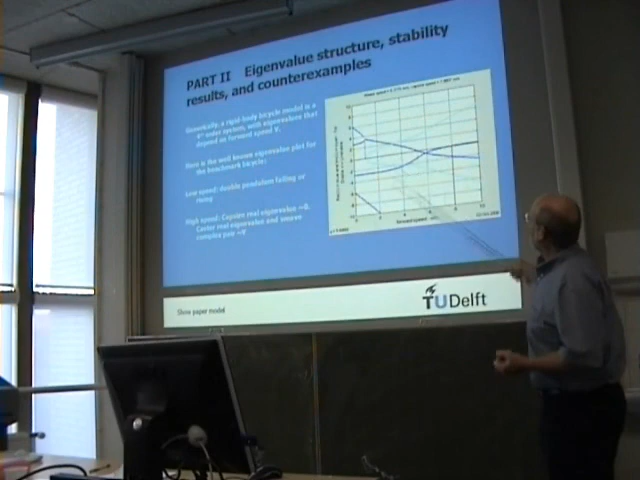 PART II Eigenvalue structure, stability
results, and counterexamples
Generically, a rigid-body bicycle model is a
4th order system, with eigenvalues that
depend on forward speed V.
Here is the well known eigenvalue plot for
the benchmark bicycle:
Low speed: double pendulum falling or
rising
High speed: Capsize real eigenvalue ~0.
Caster real eigenvalue and weave
complex pair ~V
forward speed
Show paper model
TU Delft